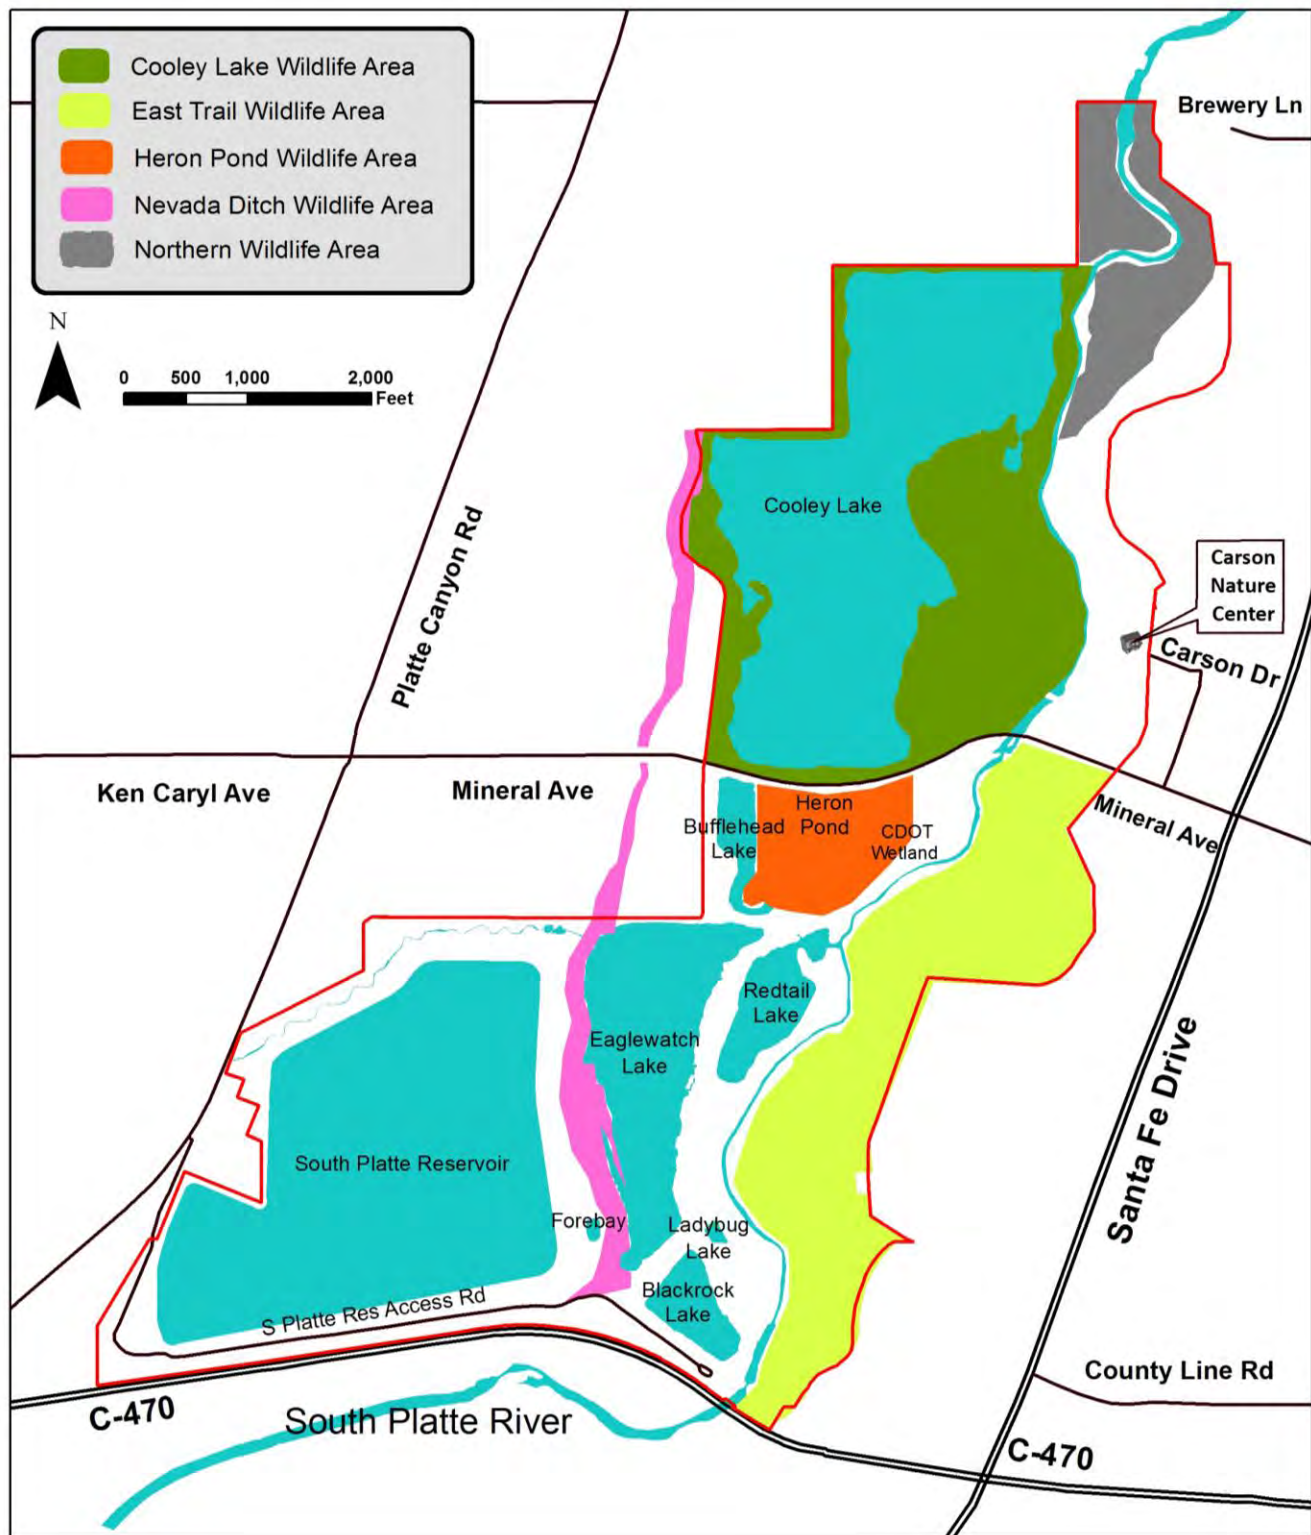 Cooley Lake Wildlife Area
East Trail Wildlife Area
Heron Pond Wildlife Area
Nevada Ditch Wildlife Area
Northern Wildlife Area
N
0 500 1,000 2,000
Feet
Brewery Ln
Platte Canyon Rd
Cooley Lake
Carson
Nature
Center
Carson Dr
Ken Caryl Ave
Mineral Ave
Heron
Pond
Bufflehead
Lake
CDOT
Wetland
Mineral Ave
Redtail
Lake
Eaglewatch
Lake
Santa Fe Drive
South Platte Reservoir
Forebay
Ladybug
Lake
Blackrock
Lake
S Platte Res Access Rd
County Line Rd
C-470
South Platte River
C-470